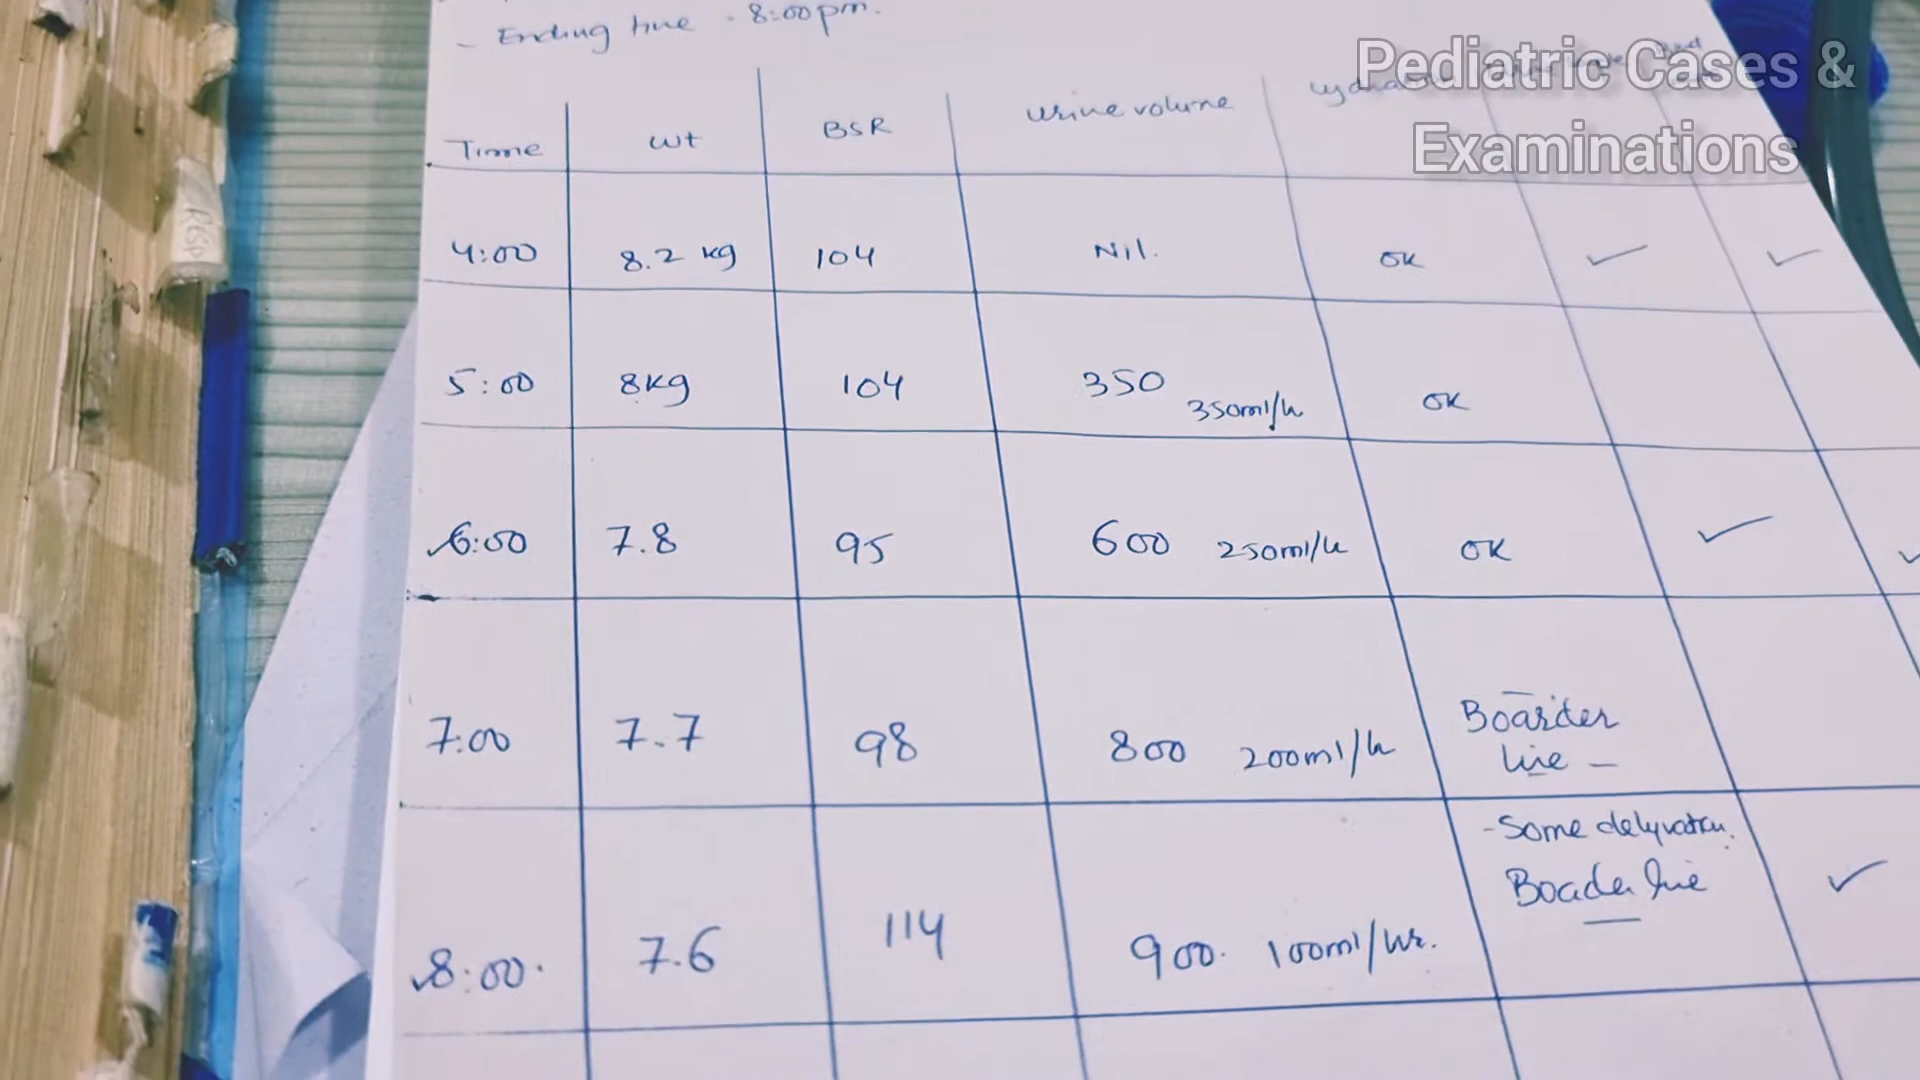 - Ending time - 8:00pm.
Pediatric Cases &
Examinations
Time wt BSR urine volume
4:00 8.2 kg 104 Nil. OK ✓ ✓
5:00 8kg 104 350 350ml/h OK
✓6:00 7.8 95 600 250ml/h OK ✓ ✓
7:00 7.7 98 800 200ml/h Boarder
line -
- Some dehyration.
✓8:00. 7.6 114 900. 100ml/hr. Boader line ✓